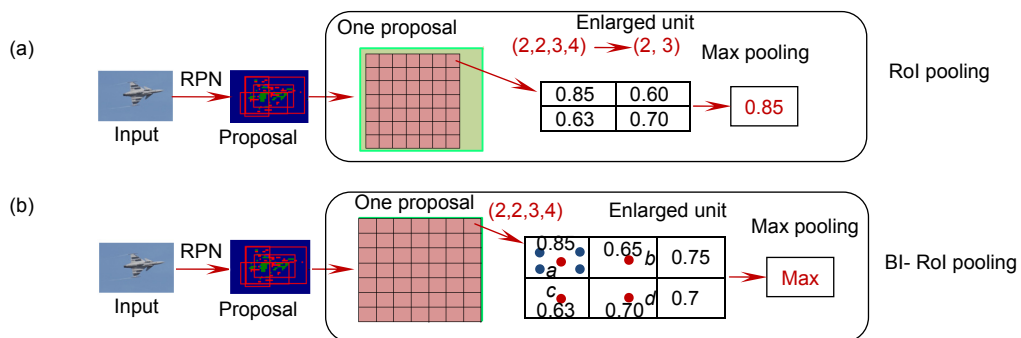 (a)
One proposal
Enlarged unit
(2,2,3,4) (2, 3)
Max pooling
RoI pooling
RPN
Input
Proposal
0.85 0.60
0.63 0.70
0.85
(b)
One proposal
(2,2,3,4)
Enlarged unit
Max pooling
BI- RoI pooling
RPN
Input
Proposal
0.85 0.65 0.75
a b
c d
0.63 0.70 0.7
Max